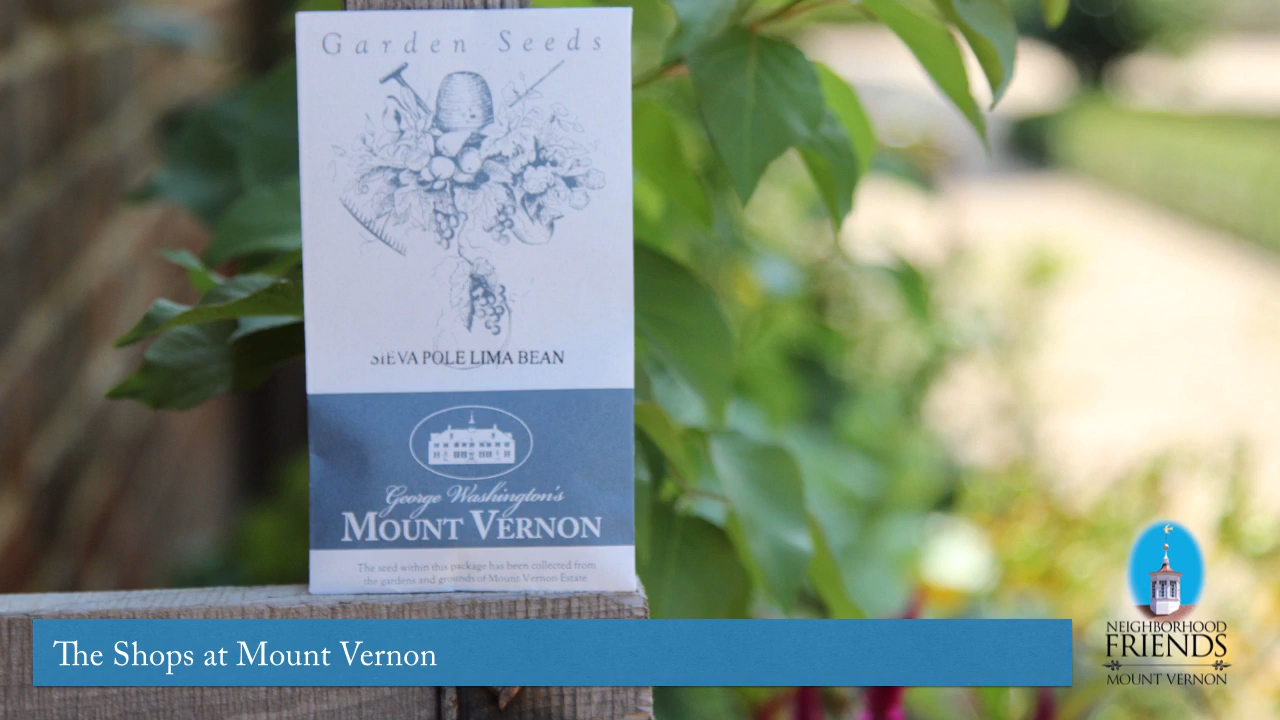 Garden Seeds
SIEVA POLE LIMA BEAN
George Washington's
MOUNT VERNON
The seed within this package has been collected from
the gardens and grounds of Mount Vernon Estate
The Shops at Mount Vernon
NEIGHBORHOOD
FRIENDS
MOUNT VERNON